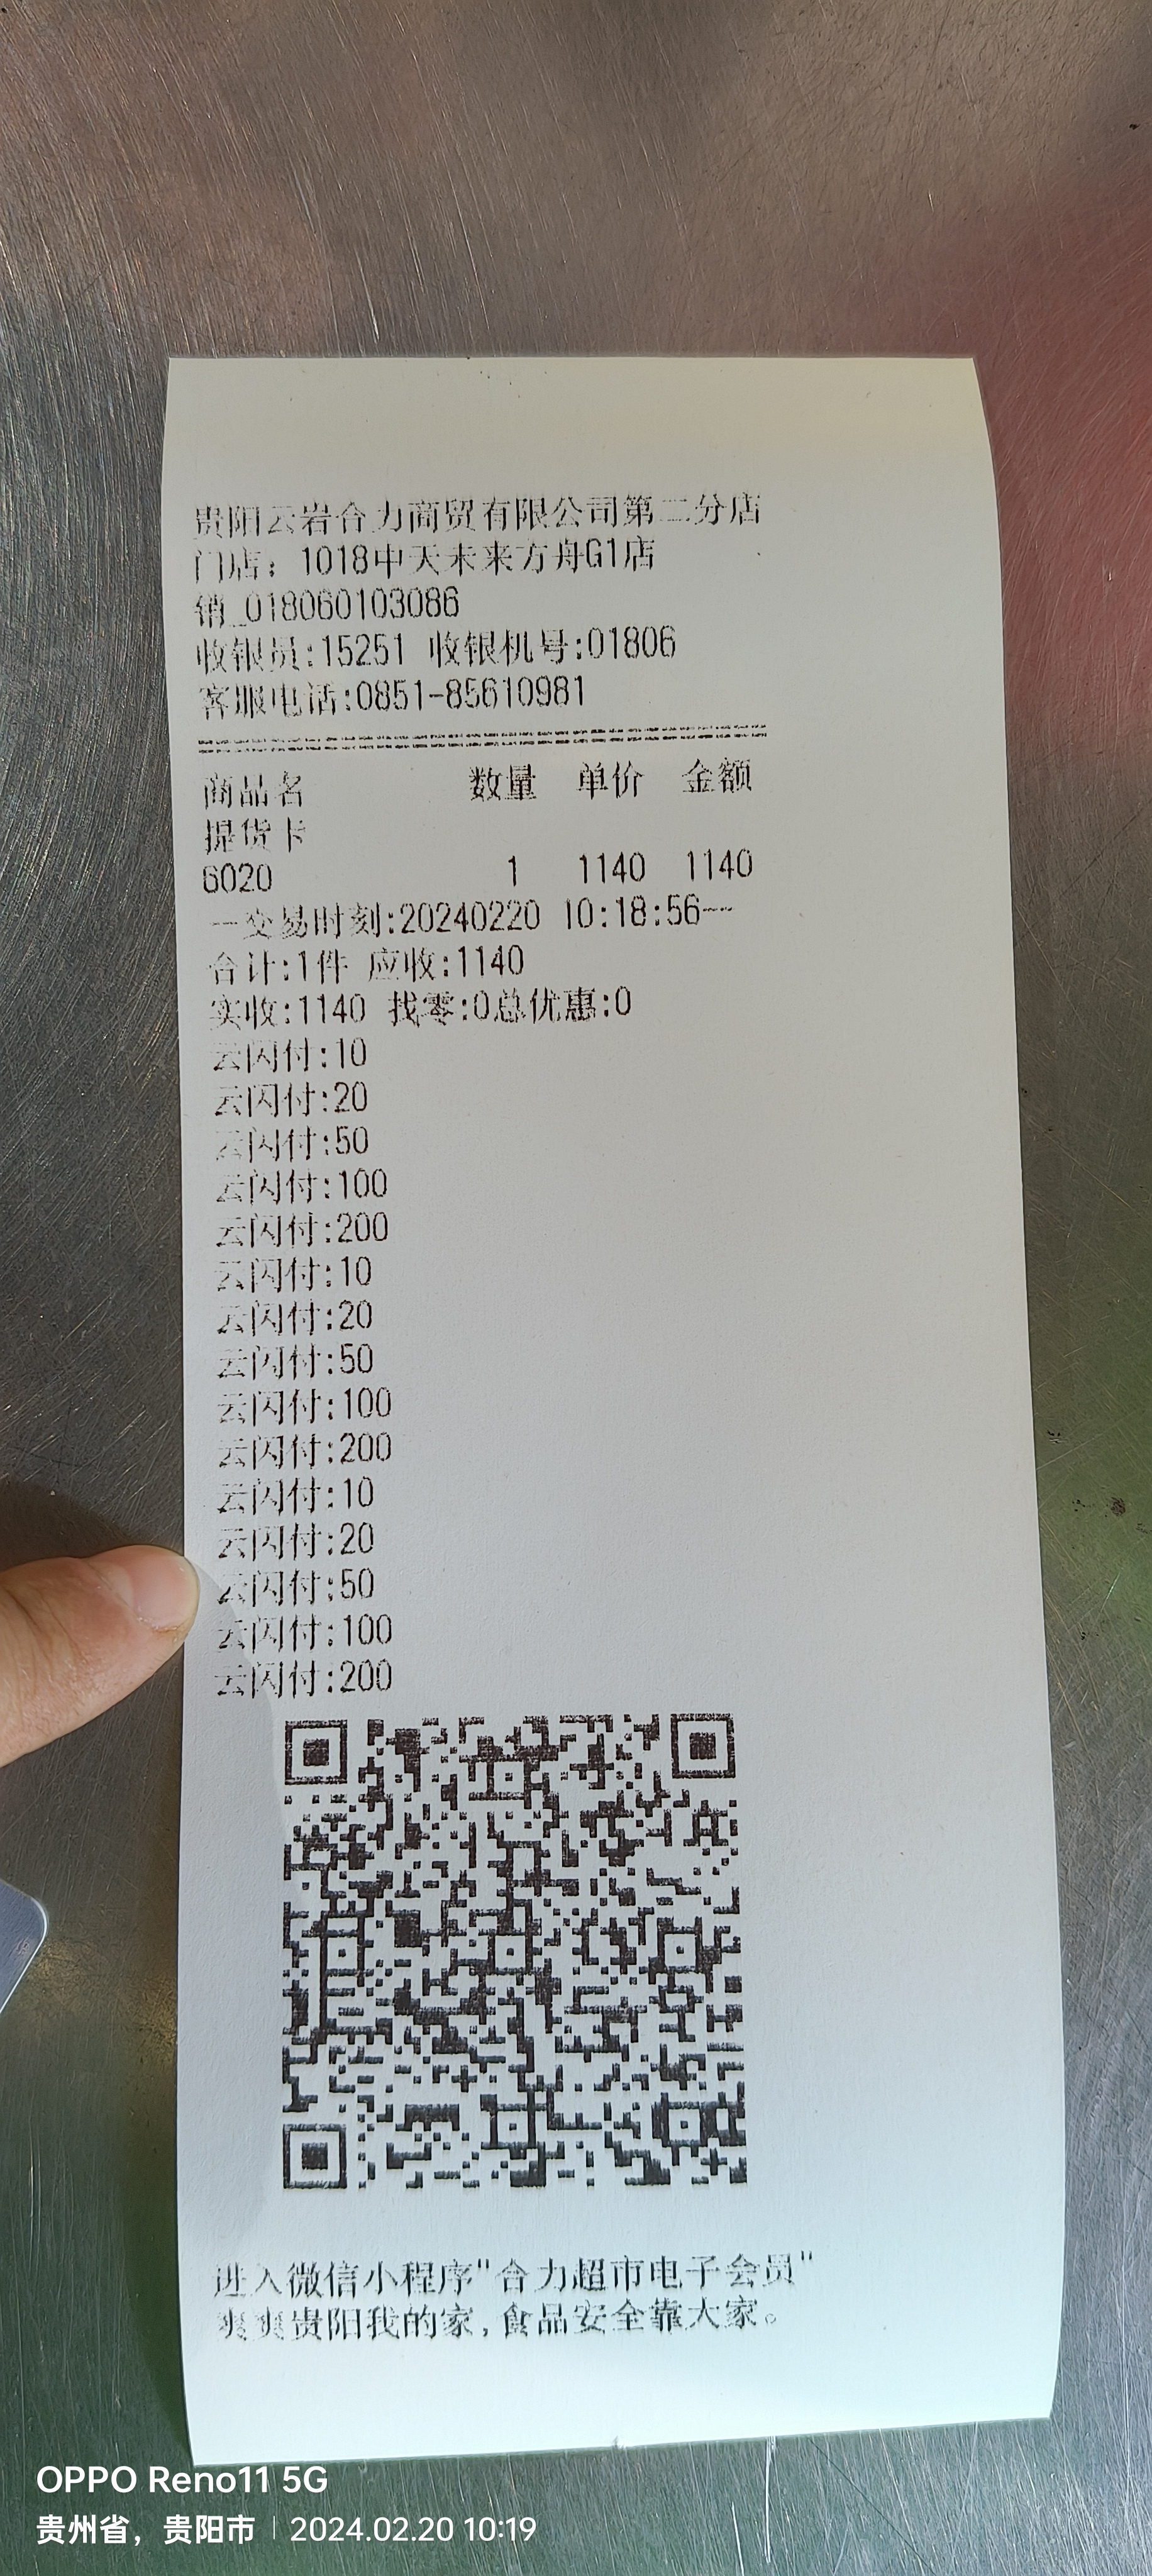 贵阳云岩合力商贸有限公司第二分店
门店：1018中天未来方舟G1店
销_018060103086
收银员:15251 收银机号:01806
客服电话:0851-85610981
商品名 数量 单价 金额
提货卡
6020 1 1140 1140
--交易时刻:20240220 10:18:56--
合计:1件 应收:1140
实收:1140 找零:0总优惠:0
云闪付:10
云闪付:20
云闪付:50
云闪付:100
云闪付:200
云闪付:10
云闪付:20
云闪付:50
云闪付:100
云闪付:200
云闪付:10
云闪付:20
云闪付:50
云闪付:100
云闪付:200
进入微信小程序"合力超市电子会员"
爽爽贵阳我的家,食品安全靠大家。
OPPO Reno11 5G
贵州省，贵阳市 | 2024.02.20 10:19